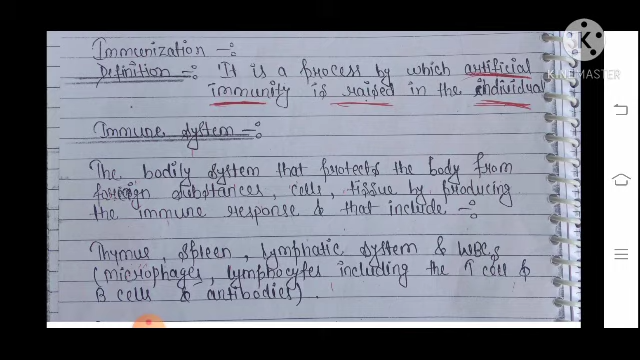 Immunization -:
Definition -: It is a process by which artificial
immunity is raised in the individual
Immune system -:
The bodily system that protects the body from
foreign substances, cells, tissue by producing
the immune response & that include -:
Thymus, spleen, lymphatic system & WBCs
(microphages, lymphocytes including the T cell &
B cells & antibodies).
KINEMASTER